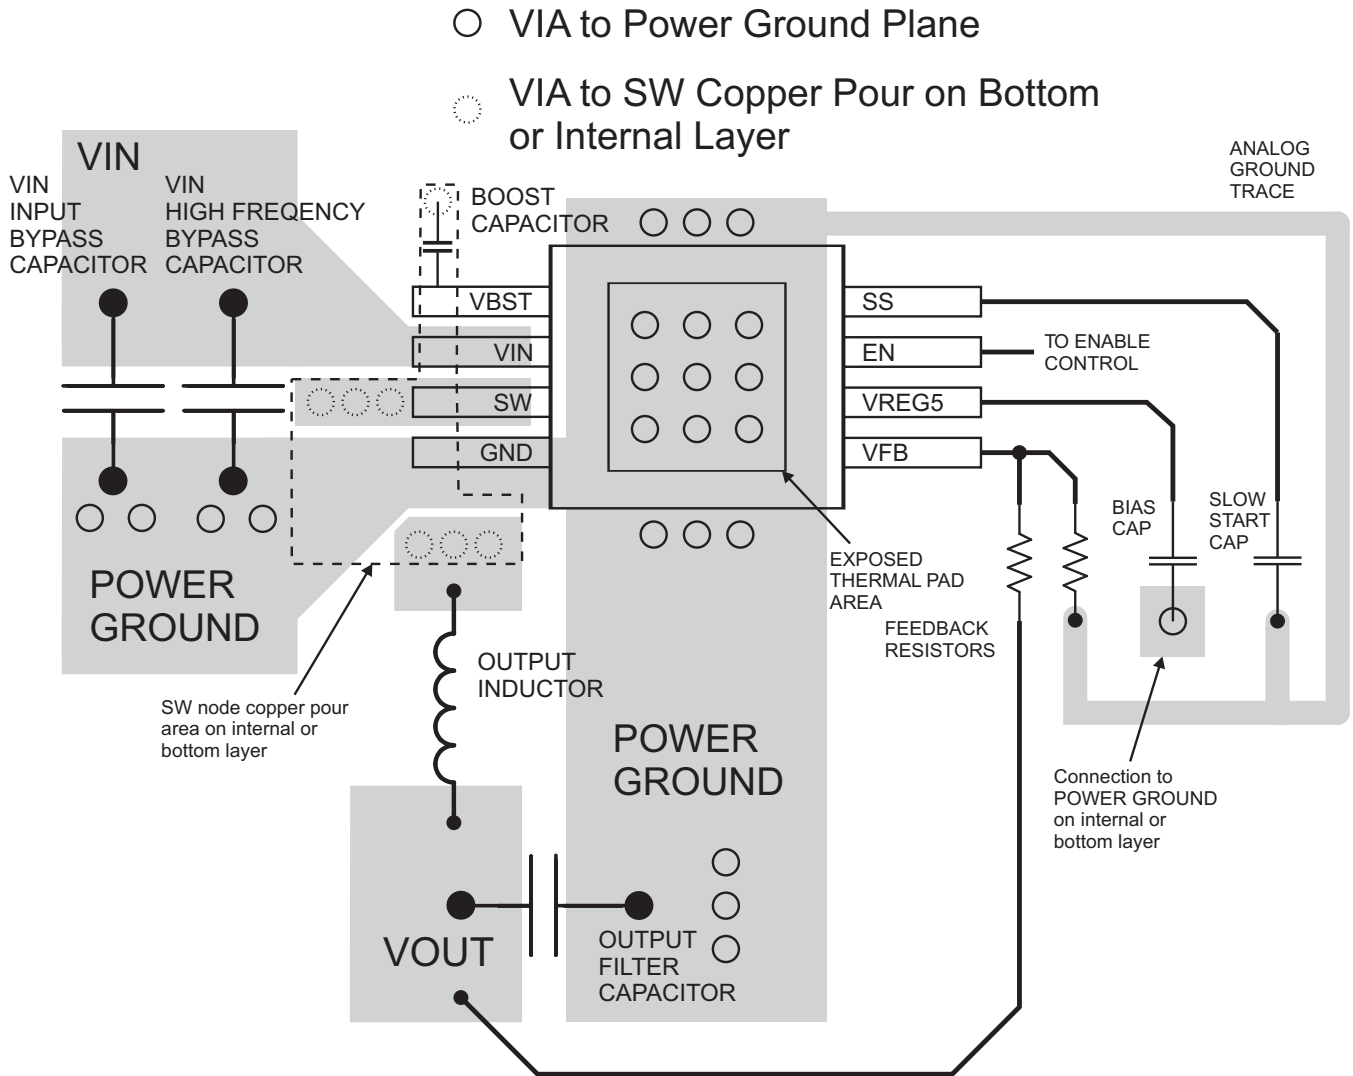 VIA to Power Ground Plane
VIA to SW Copper Pour on Bottom
or Internal Layer
ANALOG
GROUND
TRACE
VIN
VIN
INPUT
BYPASS
CAPACITOR
VIN
HIGH FREQENCY
BYPASS
CAPACITOR
BOOST
CAPACITOR
VBST
VIN
SW
GND
SS
EN
VREG5
VFB
TO ENABLE
CONTROL
BIAS
CAP
SLOW
START
CAP
EXPOSED
THERMAL PAD
AREA
FEEDBACK
RESISTORS
POWER
GROUND
OUTPUT
INDUCTOR
SW node copper pour
area on internal or
bottom layer
POWER
GROUND
Connection to
POWER GROUND
on internal or
bottom layer
VOUT
OUTPUT
FILTER
CAPACITOR